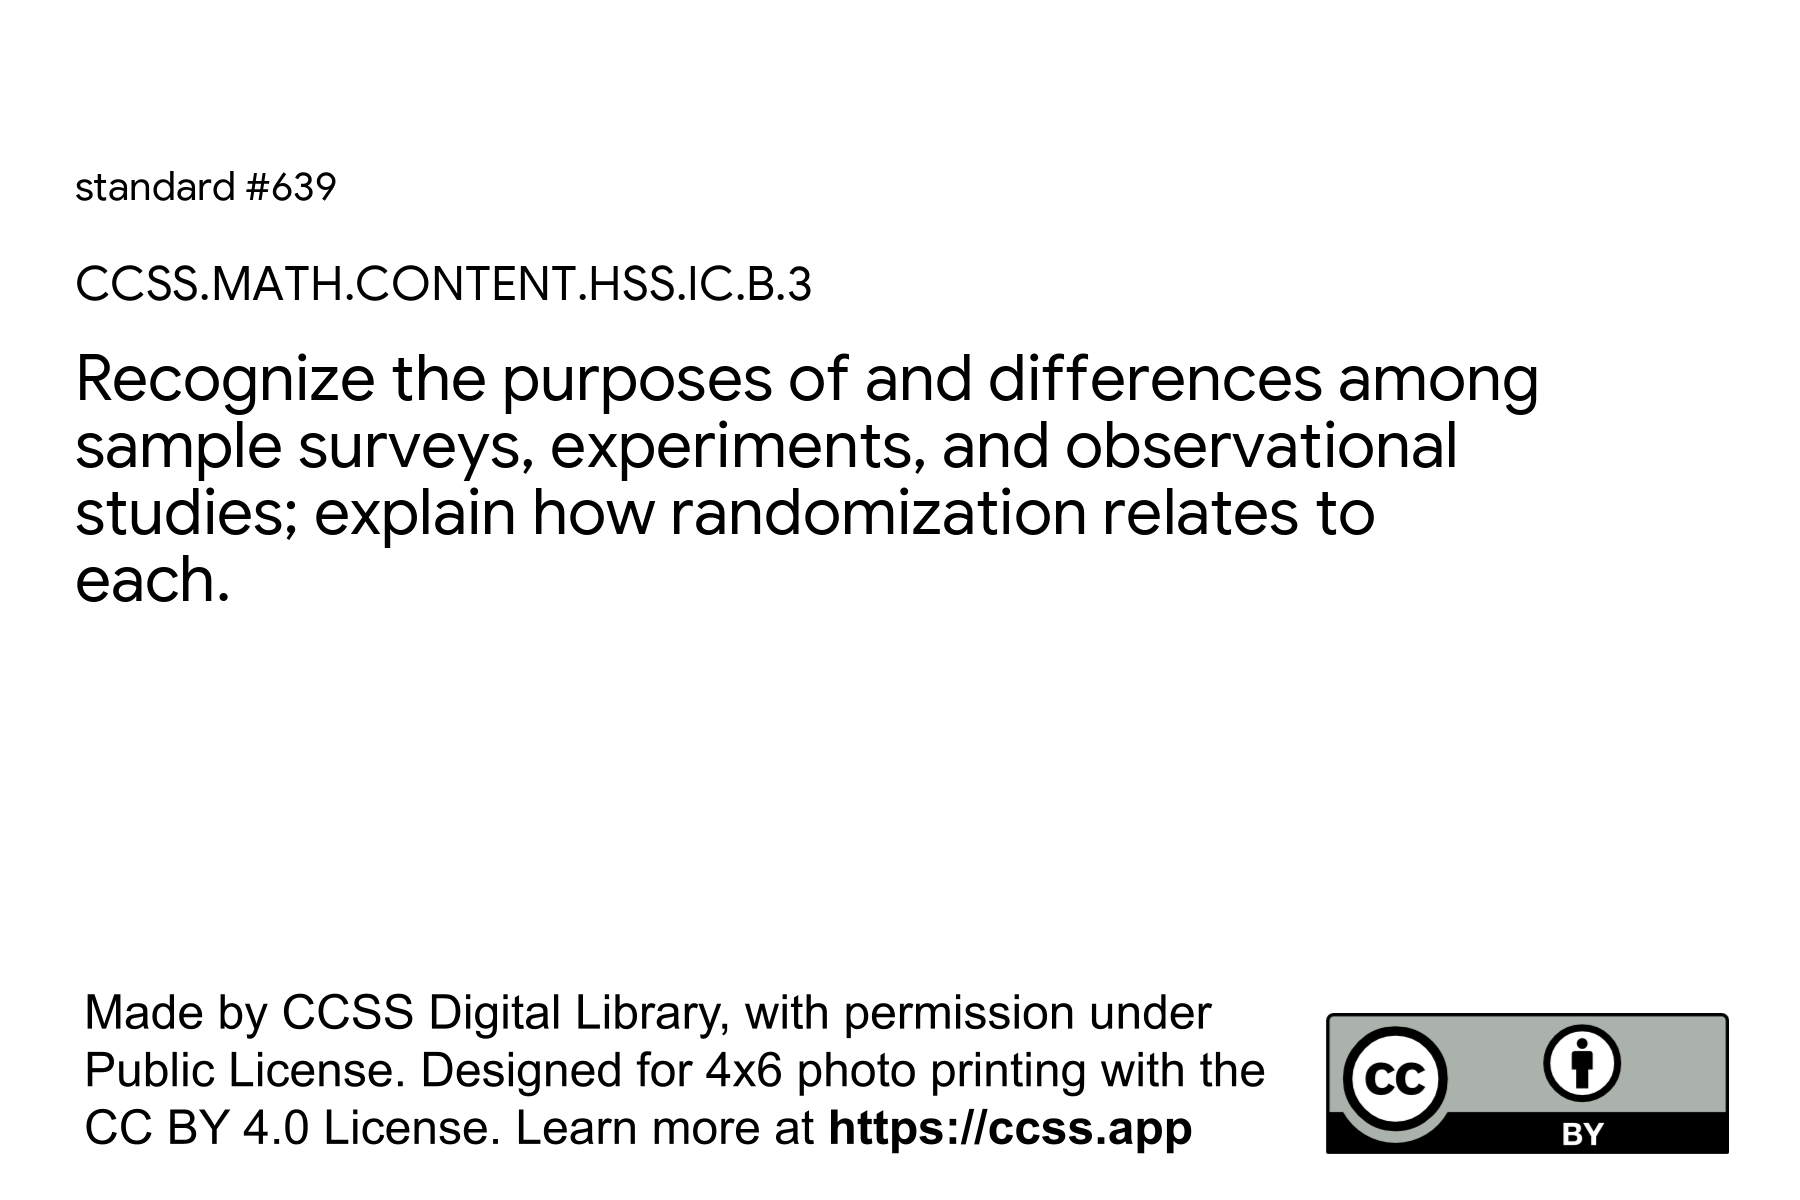 standard #639
CCSS.MATH.CONTENT.HSS.IC.B.3
Recognize the purposes of and differences among
sample surveys, experiments, and observational
studies; explain how randomization relates to
each.
Made by CCSS Digital Library, with permission under
Public License. Designed for 4x6 photo printing with the
CC BY 4.0 License. Learn more at https://ccss.app
CC
BY